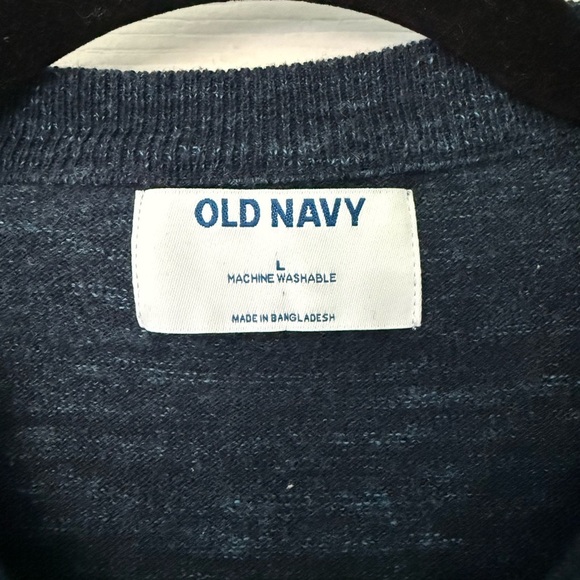 OLD NAVY
L
MACHINE WASHABLE
MADE IN BANGLADESH